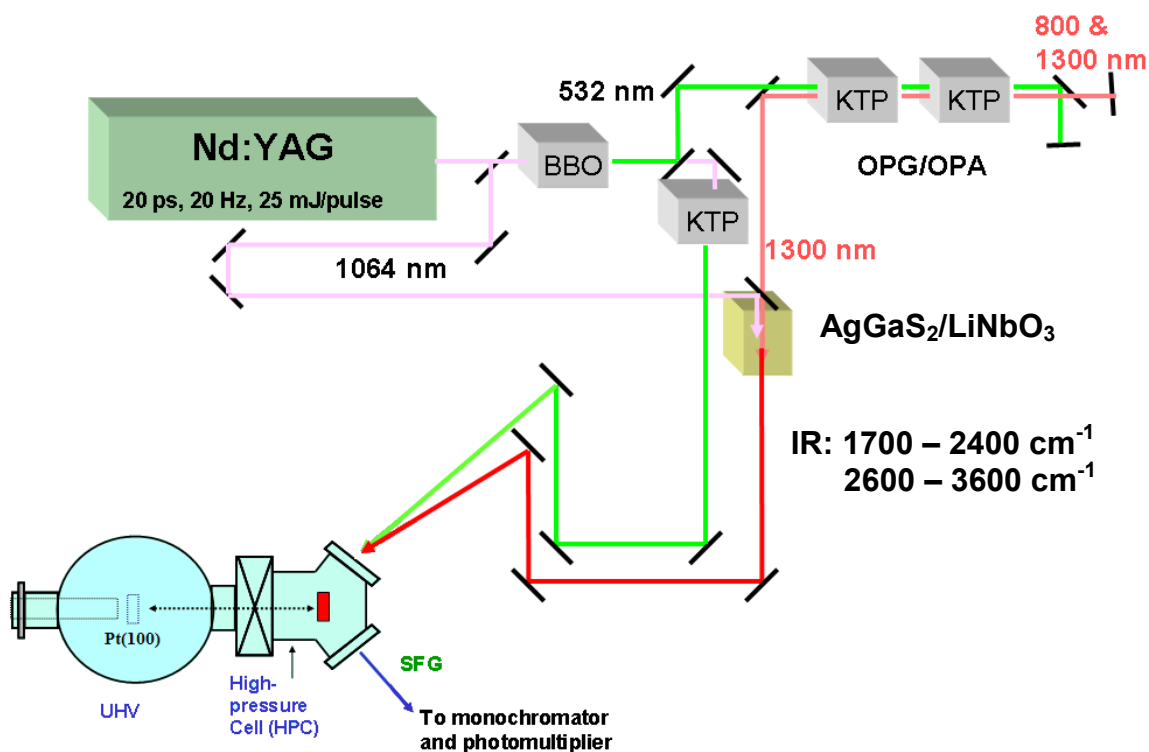 800 &
1300 nm
532 nm
KTP
KTP
Nd:YAG
BBO
OPG/OPA
20 ps, 20 Hz, 25 mJ/pulse
KTP
1300 nm
1064 nm
AgGaS₂/LiNbO₃
IR: 1700 – 2400 cm⁻¹
2600 – 3600 cm⁻¹
Pt(100)
SFG
UHV
High-
pressure
Cell (HPC)
To monochromator
and photomultiplier